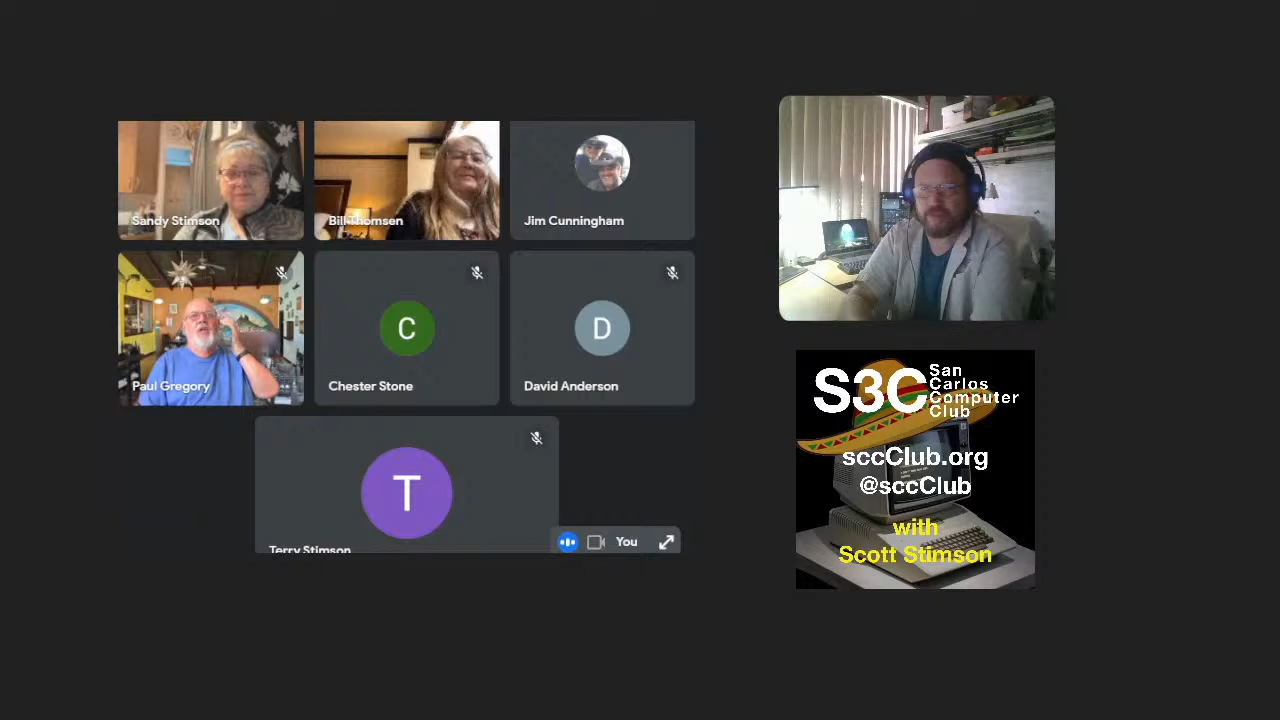 Sandy Stimson
Bill Thomsen
Jim Cunningham
Paul Gregory
C
Chester Stone
D
David Anderson
T
Terry Stimson
You
S3C
San
Carlos
Computer
Club
sccClub.org
@sccClub
with
Scott Stimson